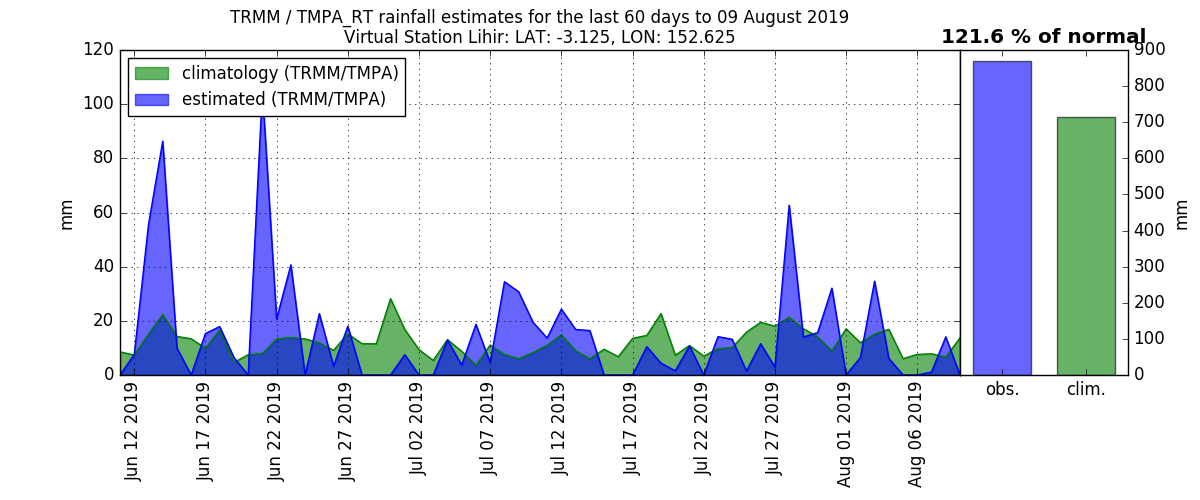 TRMM / TMPA_RT rainfall estimates for the last 60 days to 09 August 2019
Virtual Station Lihir: LAT: -3.125, LON: 152.625
121.6 % of normal
climatology (TRMM/TMPA)
estimated (TRMM/TMPA)
120
100
80
60
40
20
0
mm
Jun 12 2019
Jun 17 2019
Jun 22 2019
Jun 27 2019
Jul 02 2019
Jul 07 2019
Jul 12 2019
Jul 17 2019
Jul 22 2019
Jul 27 2019
Aug 01 2019
Aug 06 2019
obs.
clim.
900
800
700
600
500
400
300
200
100
0
mm